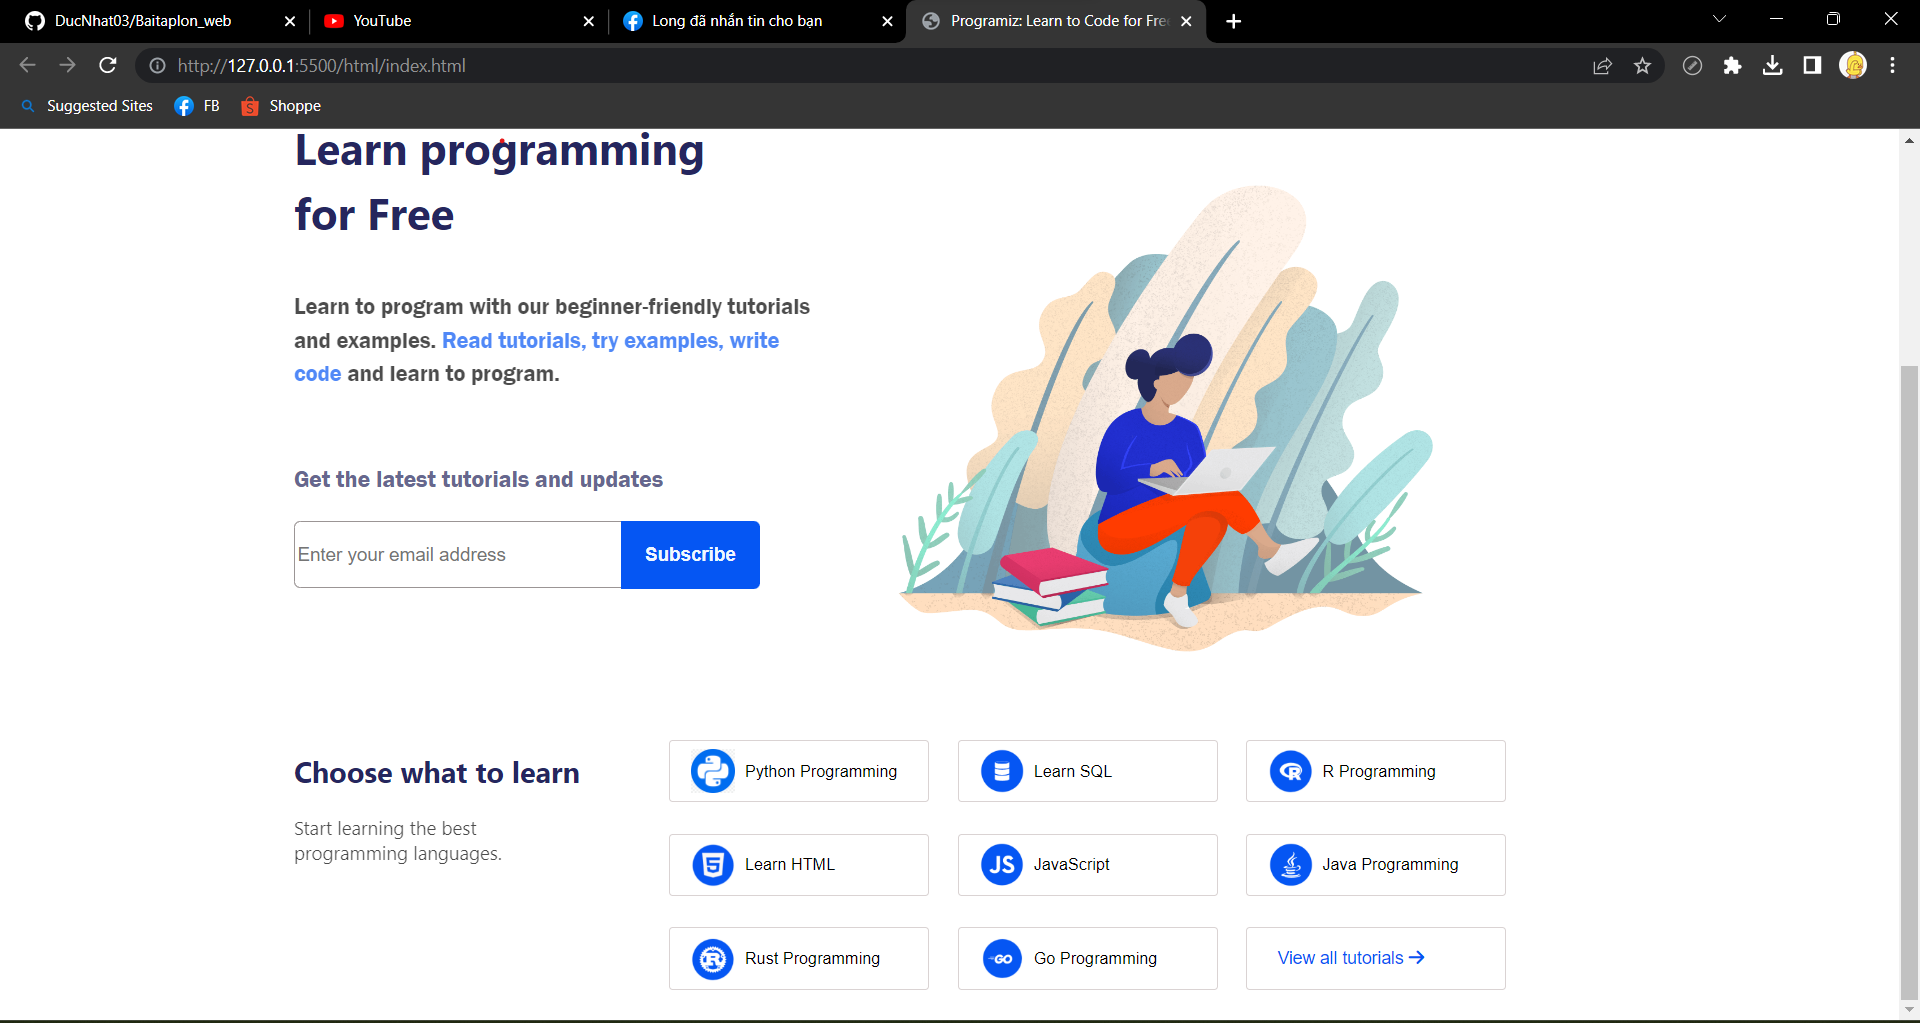 DucNhat03/Baitaplon_web
YouTube
Long đã nhắn tin cho bạn
Programiz: Learn to Code for Fre
http://127.0.0.1:5500/html/index.html
Suggested Sites
FB
Shoppe
Learn programming
for Free
Learn to program with our beginner-friendly tutorials
and examples. Read tutorials, try examples, write
code and learn to program.
Get the latest tutorials and updates
Enter your email address
Subscribe
Choose what to learn
Start learning the best
programming languages.
Python Programming
Learn SQL
R Programming
Learn HTML
JS JavaScript
Java Programming
Rust Programming
GO Go Programming
View all tutorials →